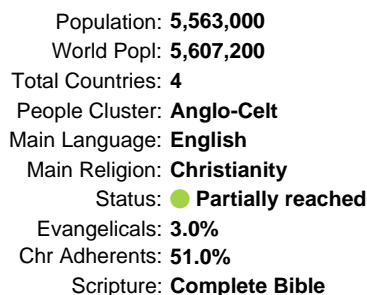 Population: 5,563,000
World Popl: 5,607,200
Total Countries: 4
People Cluster: Anglo-Celt
Main Language: English
Main Religion: Christianity
Status: Partially reached
Evangelicals: 3.0%
Chr Adherents: 51.0%
Scripture: Complete Bible